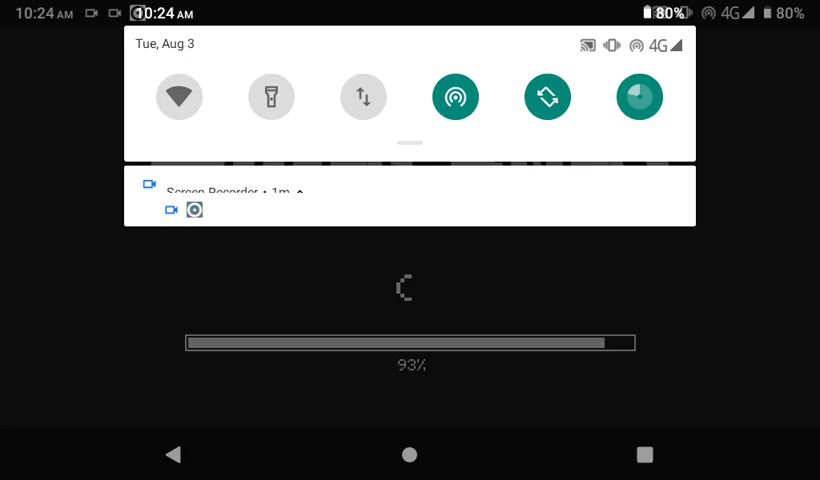 10:24 AM 10:24 AM 80% 4G 80%
Tue, Aug 3 4G
Screen Recorder • 1m
93%